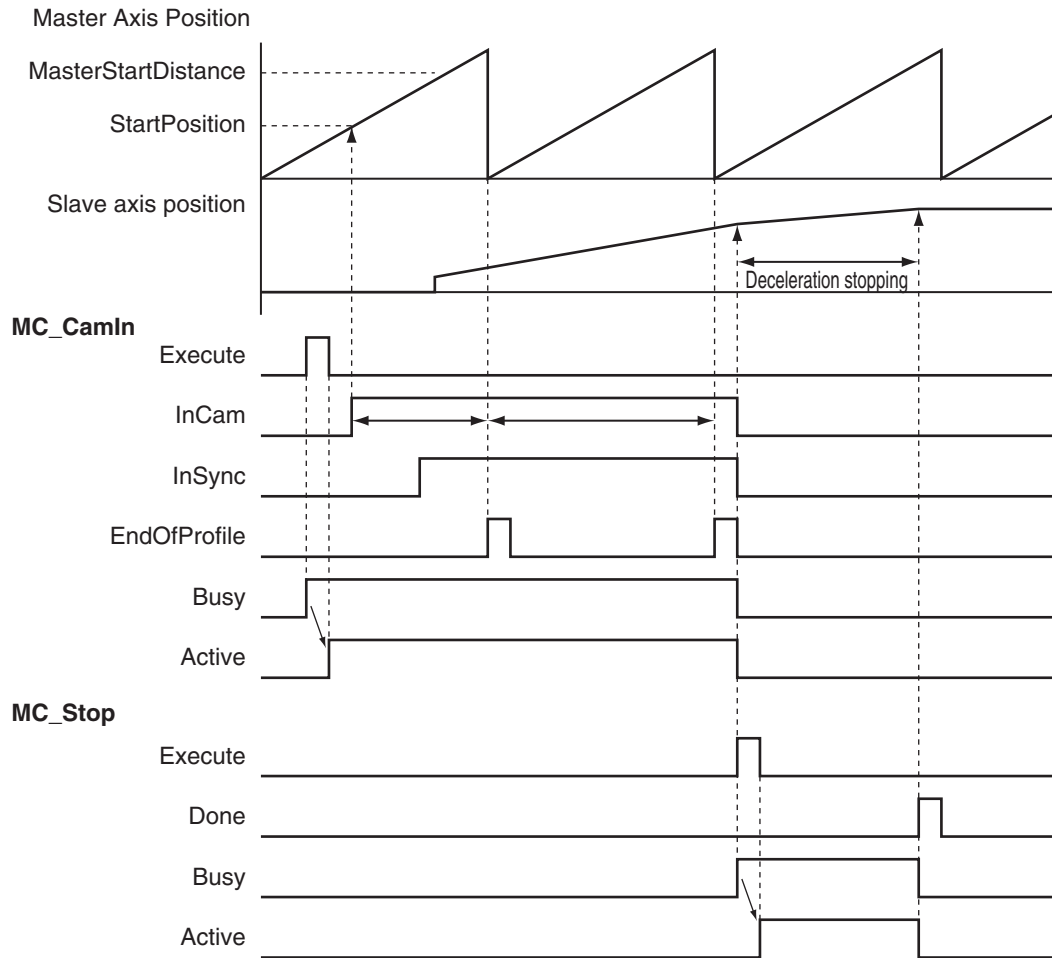 Master Axis Position
MasterStartDistance
StartPosition
Slave axis position
Deceleration stopping
MC_CamIn
Execute
InCam
InSync
EndOfProfile
Busy
Active
MC_Stop
Execute
Done
Busy
Active